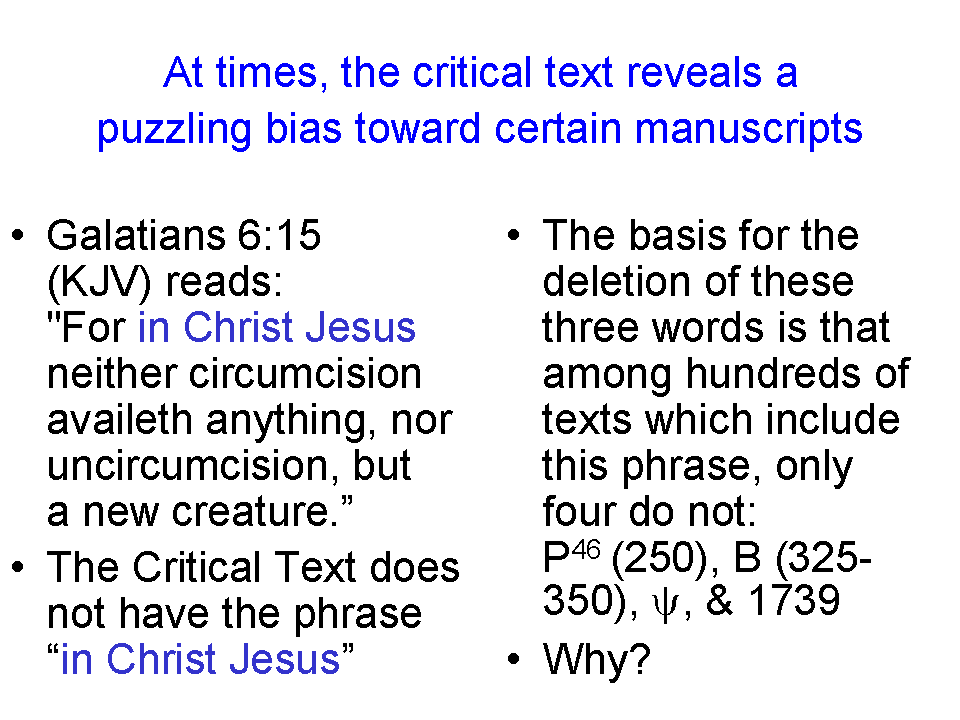 At times, the critical text reveals a
puzzling bias toward certain manuscripts
• Galatians 6:15
(KJV) reads:
"For in Christ Jesus
neither circumcision
availeth anything, nor
uncircumcision, but
a new creature.”
• The Critical Text does
not have the phrase
“in Christ Jesus”
• The basis for the
deletion of these
three words is that
among hundreds of
texts which include
this phrase, only
four do not:
P⁴⁶ (250), B (325-
350), ψ, & 1739
• Why?